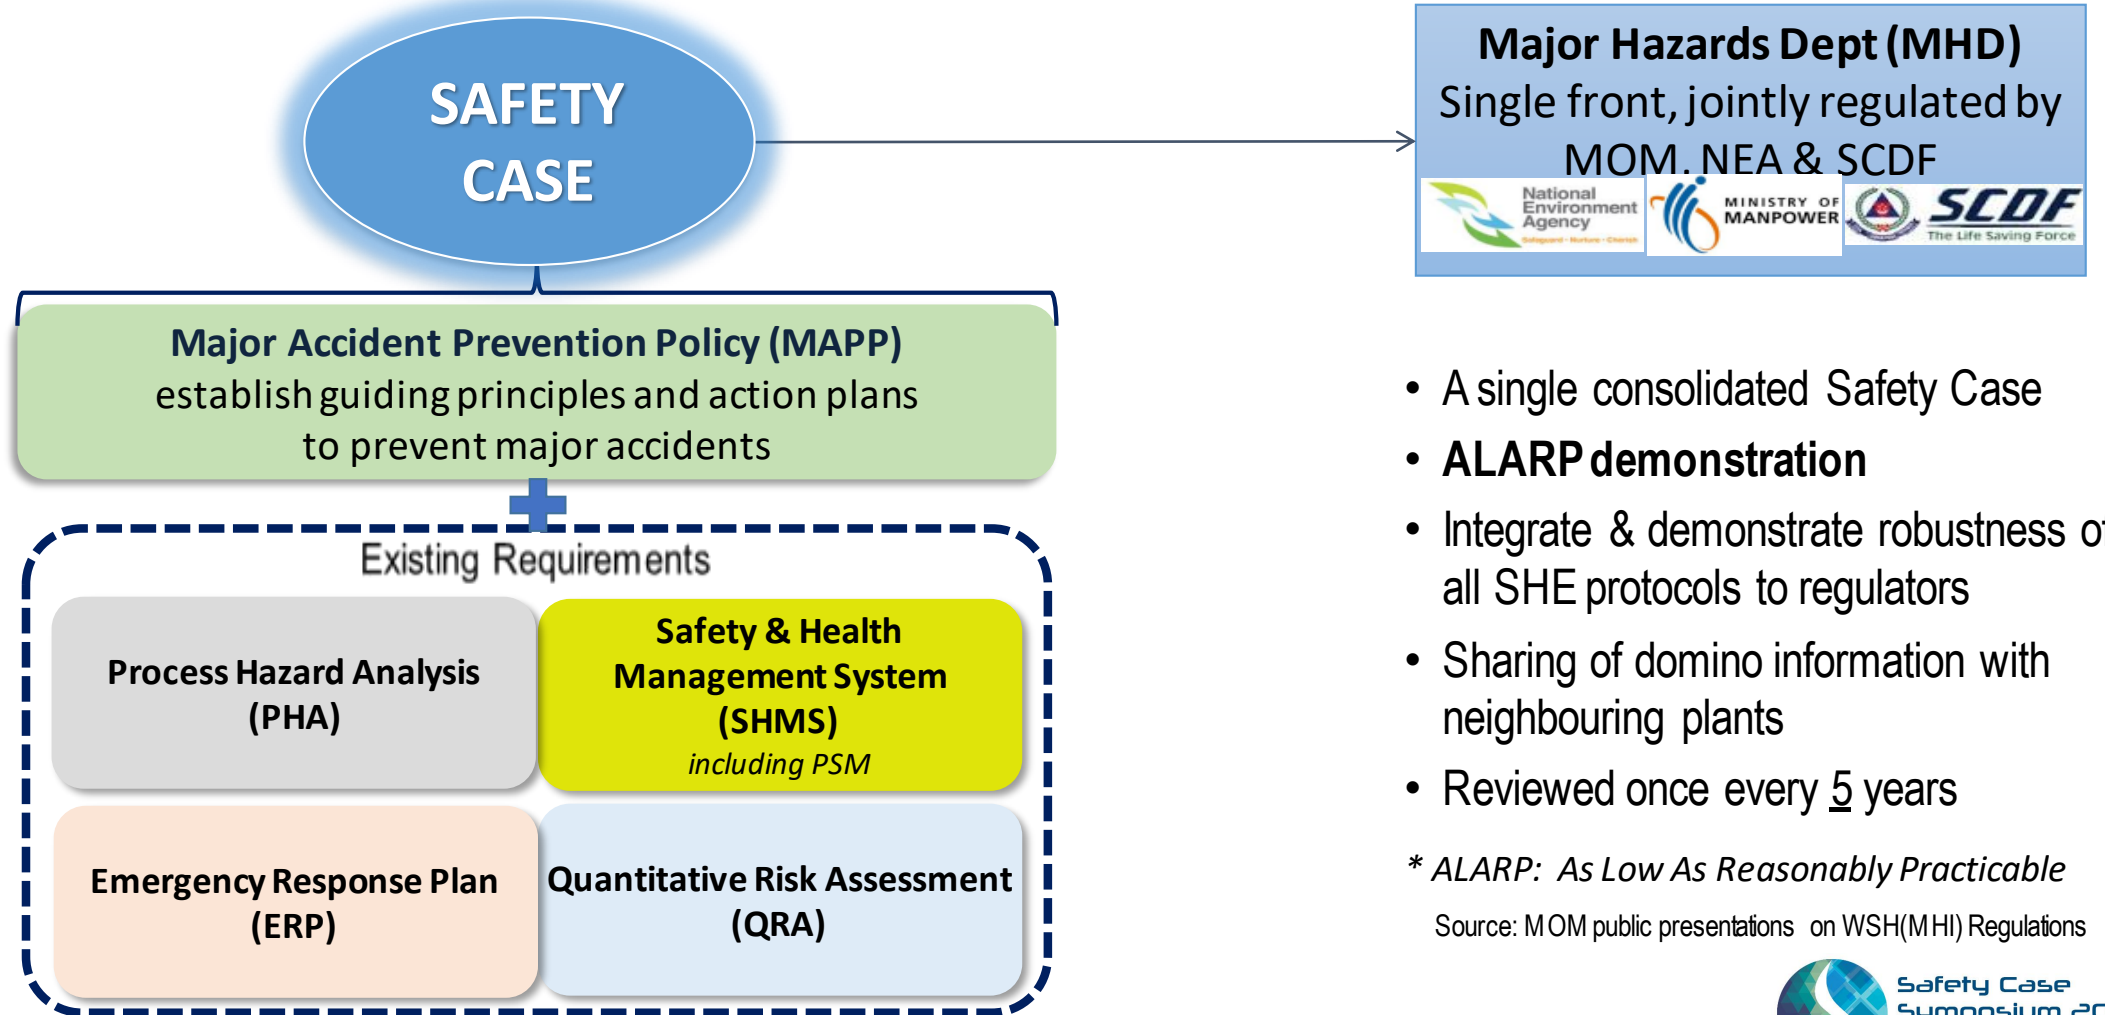 SAFETY
CASE
Major Hazards Dept (MHD)
Single front, jointly regulated by
MOM, NEA & SCDF
National
Environment
Agency
Safeguard • Nurture • Cherish
MINISTRY OF
MANPOWER
SCDF
The Life Saving Force
Major Accident Prevention Policy (MAPP)
establish guiding principles and action plans
to prevent major accidents
Existing Requirements
Process Hazard Analysis
(PHA)
Safety & Health
Management System
(SHMS)
including PSM
Emergency Response Plan
(ERP)
Quantitative Risk Assessment
(QRA)
• A single consolidated Safety Case
• ALARP demonstration
• Integrate & demonstrate robustness of
all SHE protocols to regulators
• Sharing of domino information with
neighbouring plants
• Reviewed once every 5 years
* ALARP: As Low As Reasonably Practicable
Source: MOM public presentations on WSH(MHI) Regulations
Safety Case
Symposium